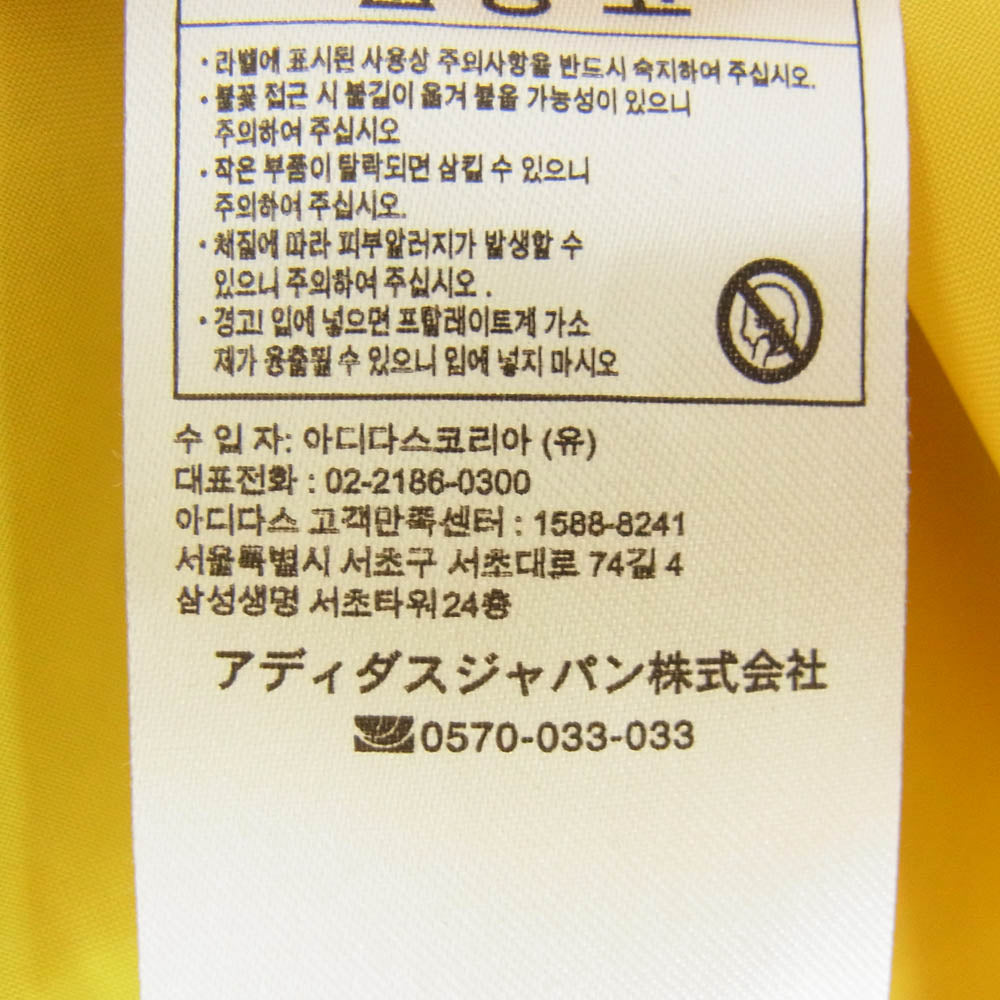 · 라벨에 표시된 사용상 주의사항을 반드시 숙지하여 주십시오.
· 불꽃 접근 시 불길이 옮겨 붙을 가능성이 있으니
주의하여 주십시오
· 작은 부품이 탈락되면 삼킬 수 있으니
주의하여 주십시오.
· 재질에 따라 피부알러지가 발생할 수
있으니 주의하여 주십시오 .
· 경고! 입에 넣으면 프탈레이트계 가소
제가 용출될 수 있으니 입에 넣지 마시오
수 입 자: 아디다스코리아 (유)
대표전화 : 02-2186-0300
아디다스 고객만족센터 : 1588-8241
서울특별시 서초구 서초대로 74길 4
삼성생명 서초타워 24층
アディダスジャパン株式会社
0570-033-033